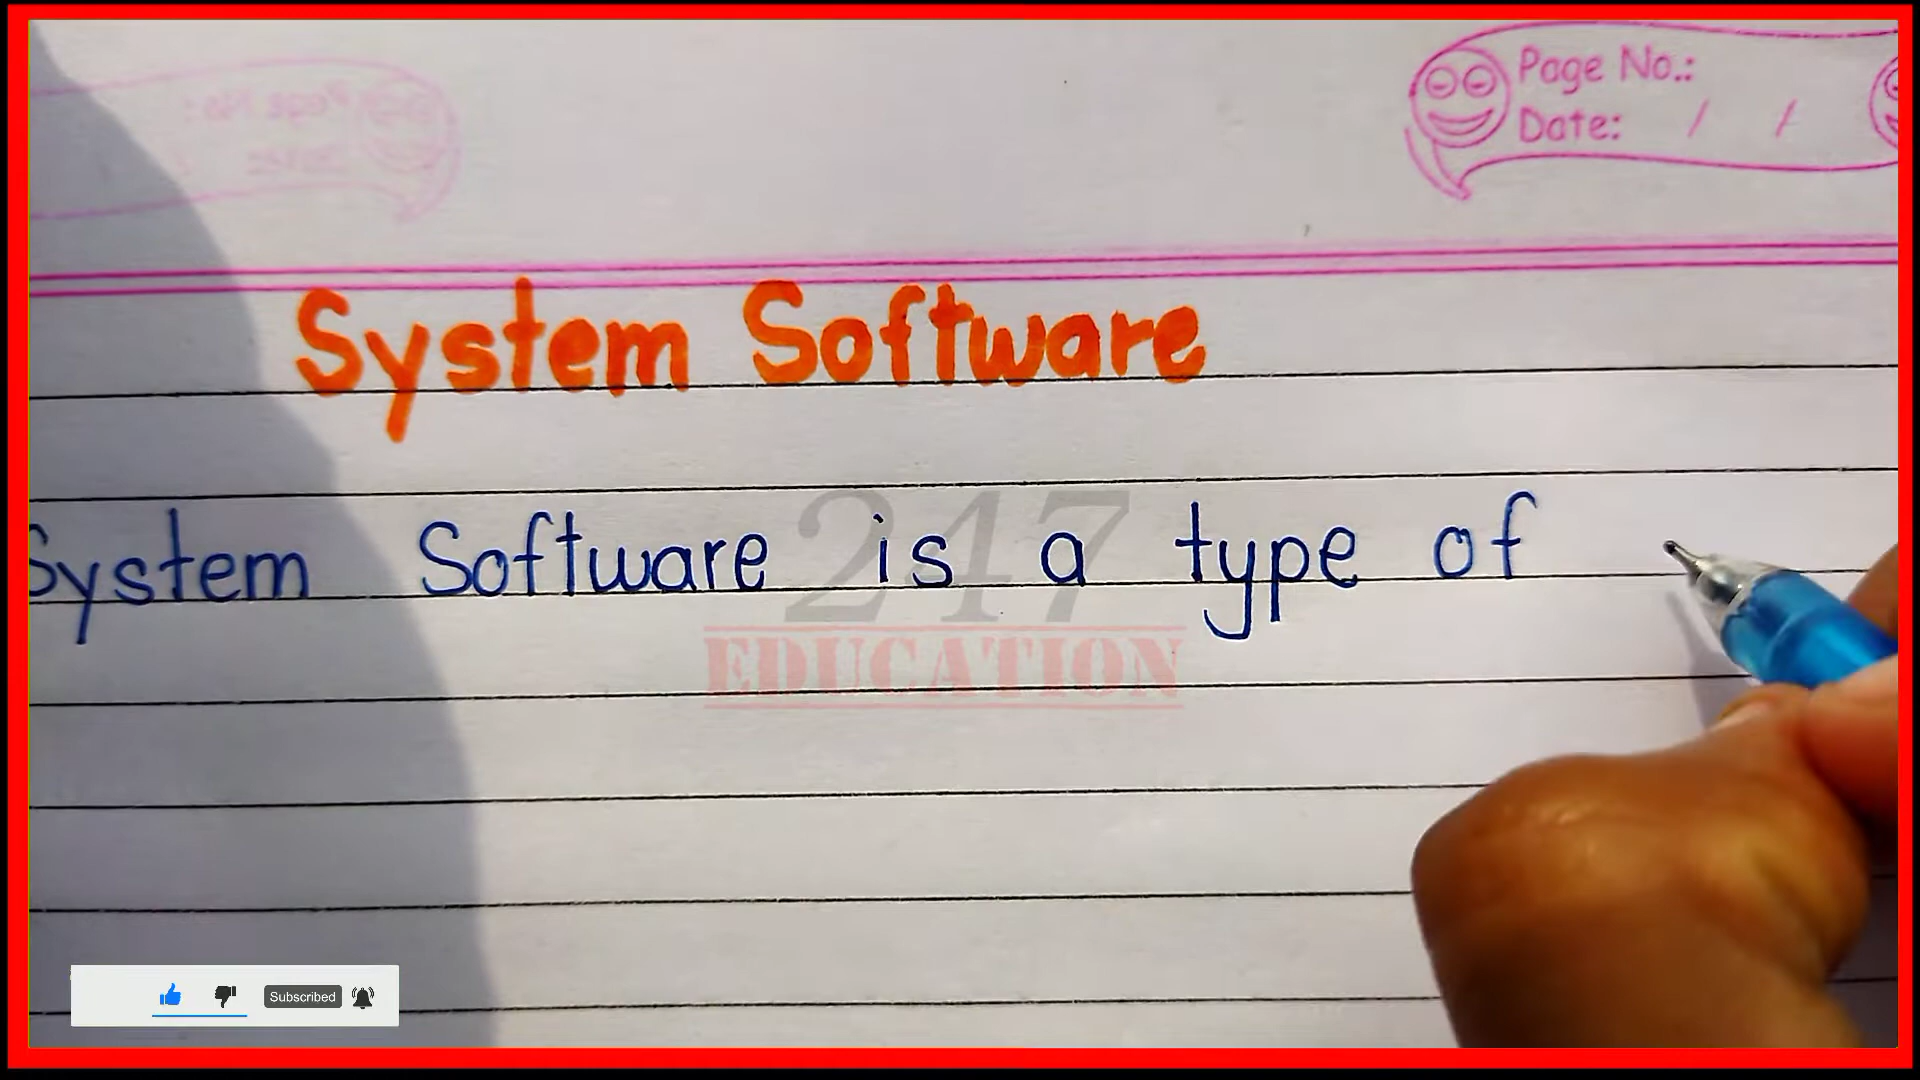 Page No.:
Date: / /
System Software
System Software is a type of
247
EDUCATION
Subscribed